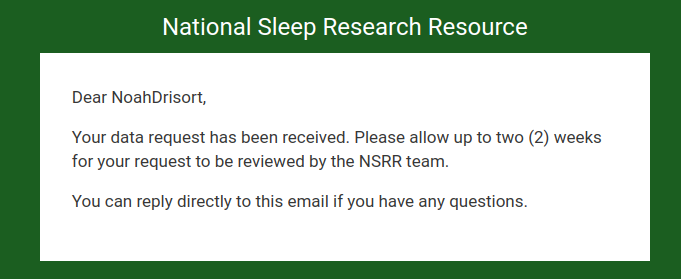 National Sleep Research Resource
Dear NoahDrisort,
Your data request has been received. Please allow up to two (2) weeks
for your request to be reviewed by the NSRR team.
You can reply directly to this email if you have any questions.